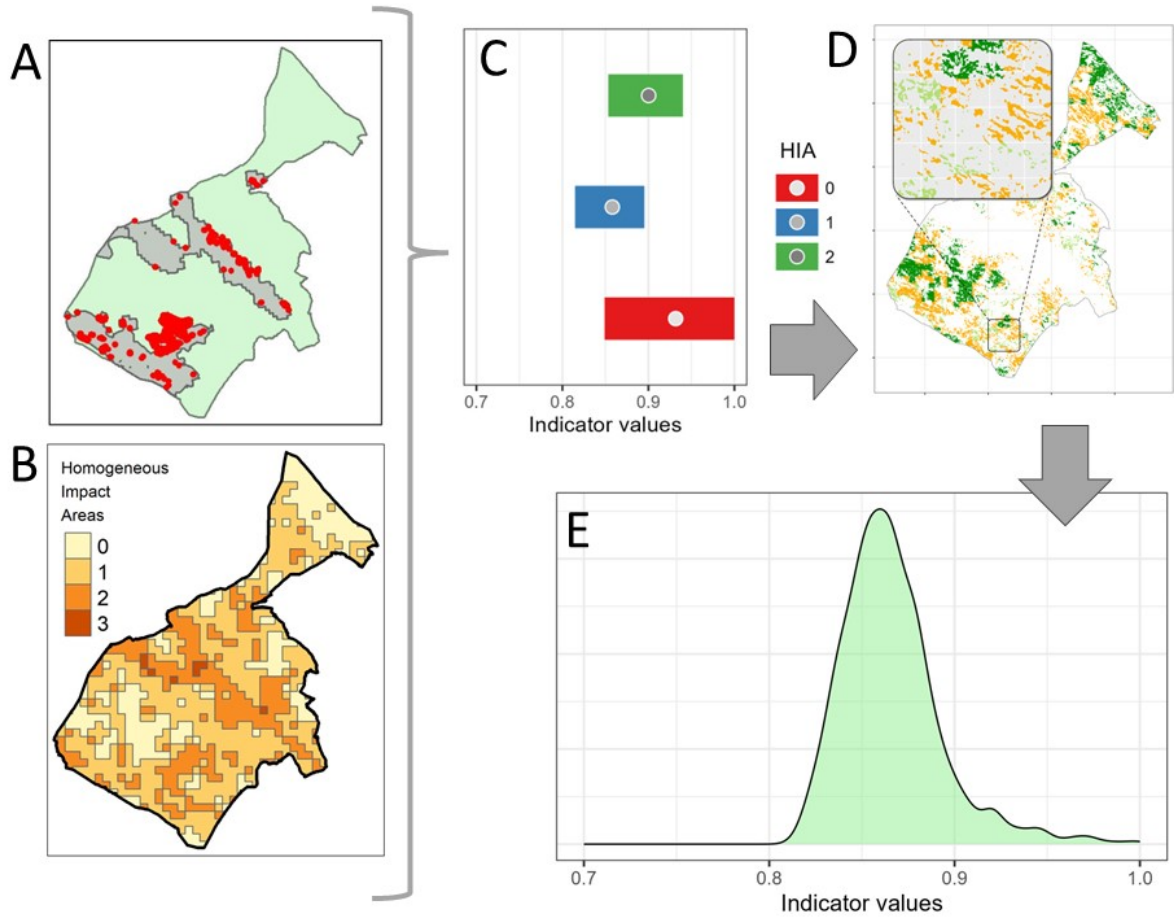 A
B
Homogeneous
Impact
Areas
0
1
2
3
C
0.7
0.8
0.9
1.0
Indicator values
HIA
0
1
2
D
E
0.7
0.8
0.9
1.0
Indicator values